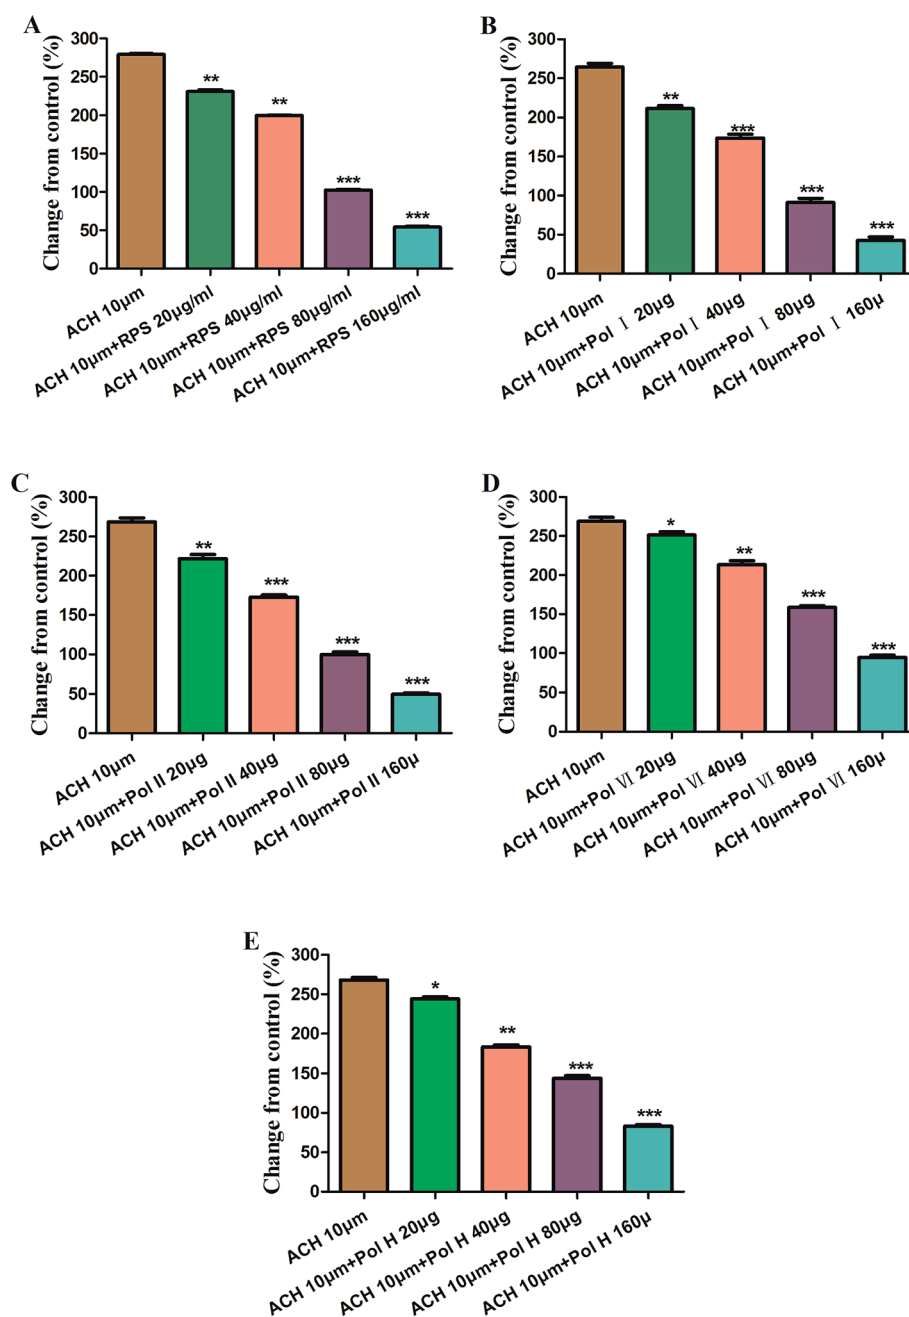 A
Change from control (%)
300
250
200
150
100
50
0
**
**
***
***
ACH 10µm
ACH 10µm+RPS 20µg/ml
ACH 10µm+RPS 40µg/ml
ACH 10µm+RPS 80µg/ml
ACH 10µm+RPS 160µg/ml
B
Change from control (%)
300
250
200
150
100
50
0
**
***
***
***
ACH 10µm
ACH 10µm+Pol Ⅰ 20µg
ACH 10µm+Pol Ⅰ 40µg
ACH 10µm+Pol Ⅰ 80µg
ACH 10µm+Pol Ⅰ 160µ
C
Change from control (%)
300
250
200
150
100
50
0
**
***
***
***
ACH 10µm
ACH 10µm+Pol II 20µg
ACH 10µm+Pol II 40µg
ACH 10µm+Pol II 80µg
ACH 10µm+Pol II 160µ
D
Change from control (%)
300
250
200
150
100
50
0
*
**
***
***
ACH 10µm
ACH 10µm+Pol Ⅵ 20µg
ACH 10µm+Pol Ⅵ 40µg
ACH 10µm+Pol Ⅵ 80µg
ACH 10µm+Pol Ⅵ 160µ
E
Change from control (%)
300
250
200
150
100
50
0
*
**
***
***
ACH 10µm
ACH 10µm+Pol H 20µg
ACH 10µm+Pol H 40µg
ACH 10µm+Pol H 80µg
ACH 10µm+Pol H 160µ